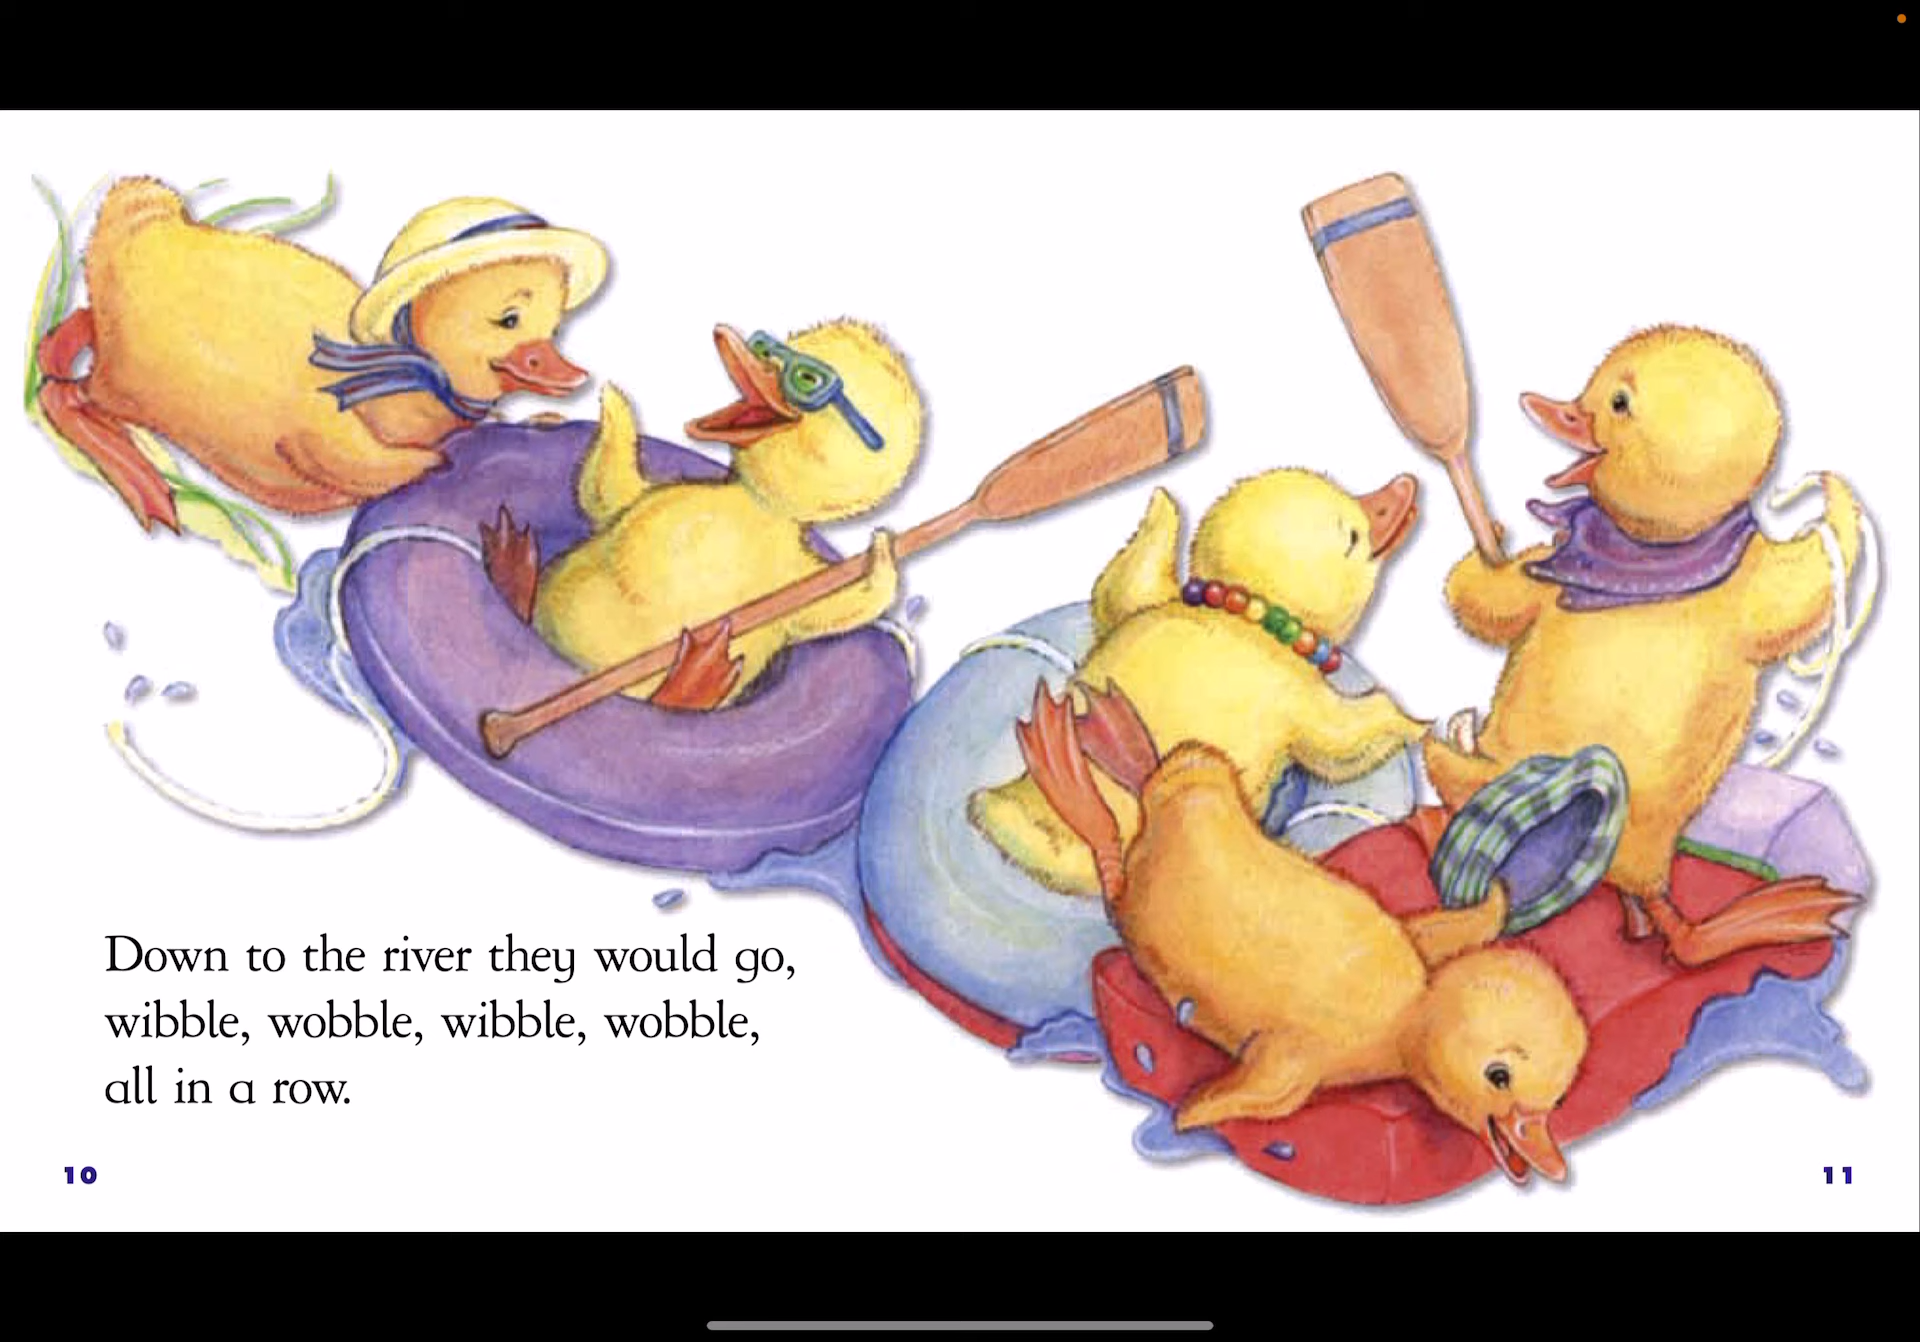 Down to the river they would go,
wibble, wobble, wibble, wobble,
all in a row.
10
11